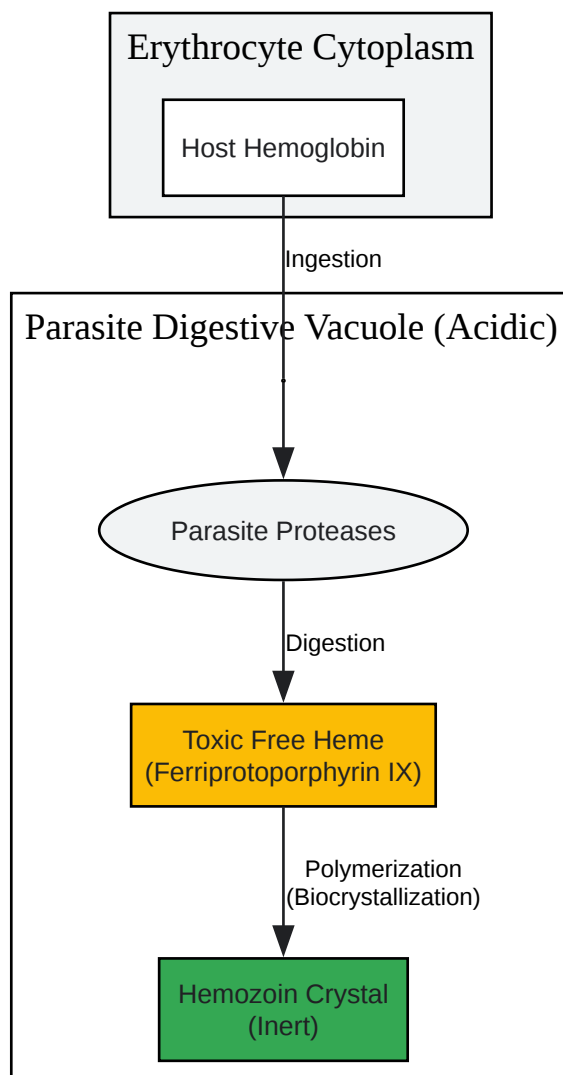 Erythrocyte Cytoplasm
Host Hemoglobin
Ingestion
Parasite Digestive Vacuole (Acidic)
Parasite Proteases
Digestion
Toxic Free Heme
(Ferriprotoporphyrin IX)
Polymerization
(Biocrystallization)
Hemozoin Crystal
(Inert)